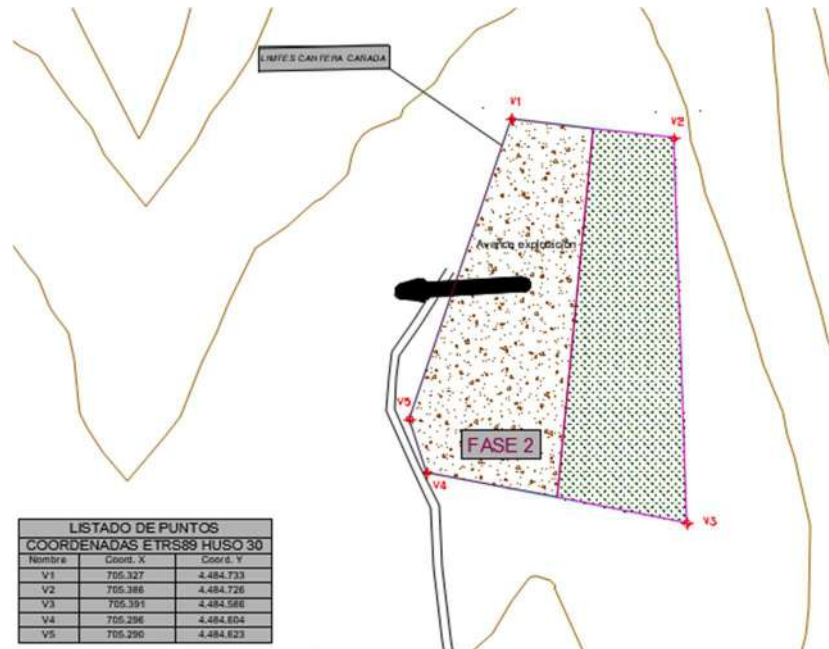 LIMITES CANTERA CAÑADA
V1
V2
Avance explotación
V5
FASE 2
V4
V3
LISTADO DE PUNTOS
COORDENADAS ETRS89 HUSO 30
Nombre Coord. X Coord. Y
V1 705.327 4.484.733
V2 705.386 4.484.726
V3 705.391 4.484.586
V4 705.296 4.484.604
V5 705.290 4.484.623